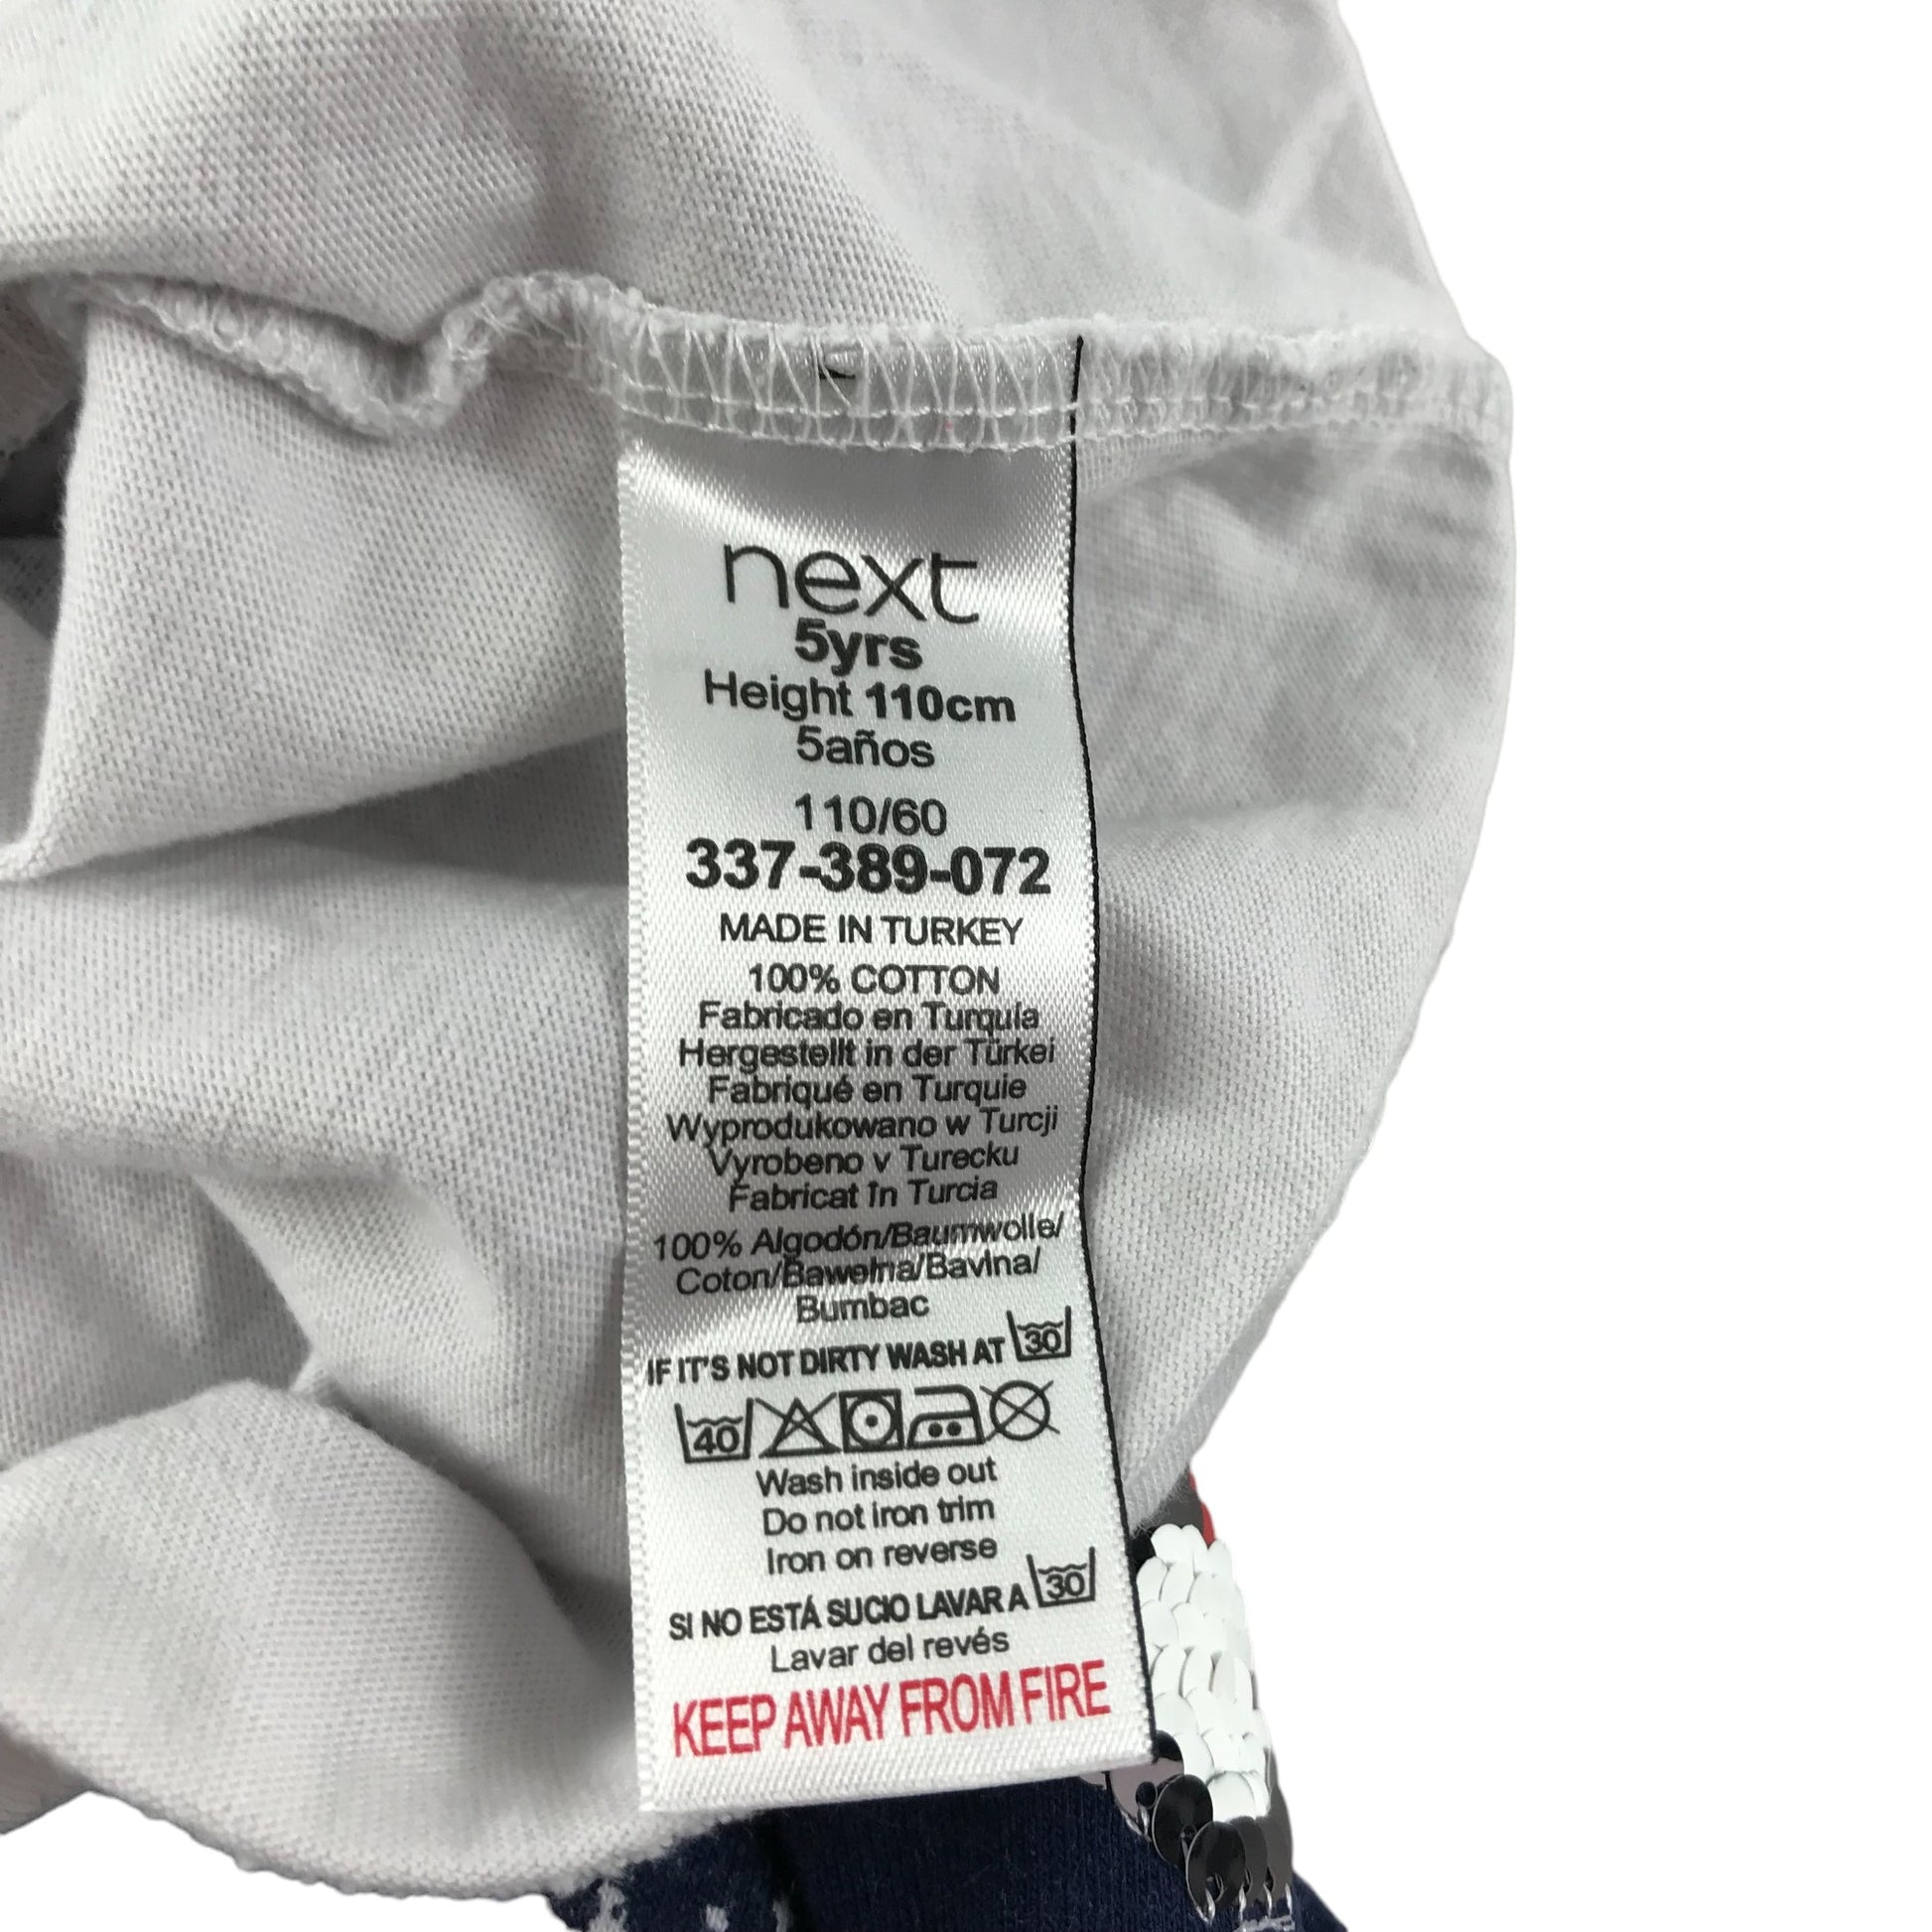 next
5yrs
Height 110cm
5años
110/60
337-389-072
MADE IN TURKEY
100% COTTON
Fabricado en Turquía
Hergestellt in der Türkei
Fabriqué en Turquie
Wyprodukowano w Turcji
Vyrobeno v Turecku
Fabricat în Turcia
100% Algodón/Baumwolle/
Coton/Bawełna/Bavlna/
Bumbac
IF IT'S NOT DIRTY WASH AT 30
40
Wash inside out
Do not iron trim
Iron on reverse
SI NO ESTÁ SUCIO LAVAR A 30
Lavar del revés
KEEP AWAY FROM FIRE